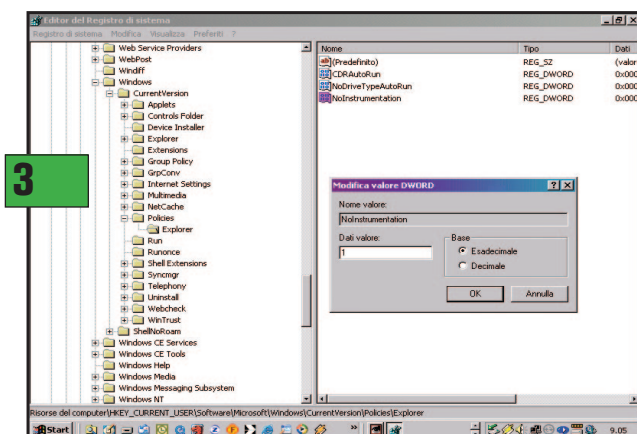 Editor del Registro di sistema
Registro di sistema Modifica Visualizza Preferiti ?
Web Service Providers
WebPost
Windiff
Windows
CurrentVersion
Applets
Controls Folder
Device Installer
Explorer
Extensions
Group Policy
GrpConv
Internet Settings
Multimedia
NetCache
Policies
Explorer
Run
Runonce
Shell Extensions
Syncmgr
Telephony
Uninstall
Webcheck
WinTrust
ShellNoRoam
Windows CE Services
Windows CE Tools
Windows Help
Windows Media
Windows Messaging Subsystem
Windows NT
Nome Tipo Dati
(Predefinito) REG_SZ (valor
CDRAutoRun REG_DWORD 0x000
NoDriveTypeAutoRun REG_DWORD 0x000
NoInstrumentation REG_DWORD 0x000
3
Modifica valore DWORD
Nome valore:
NoInstrumentation
Dati valore:
1
Base
Esadecimale
Decimale
OK Annulla
Risorse del computer\HKEY_CURRENT_USER\Software\Microsoft\Windows\CurrentVersion\Policies\Explorer
Start 9.05